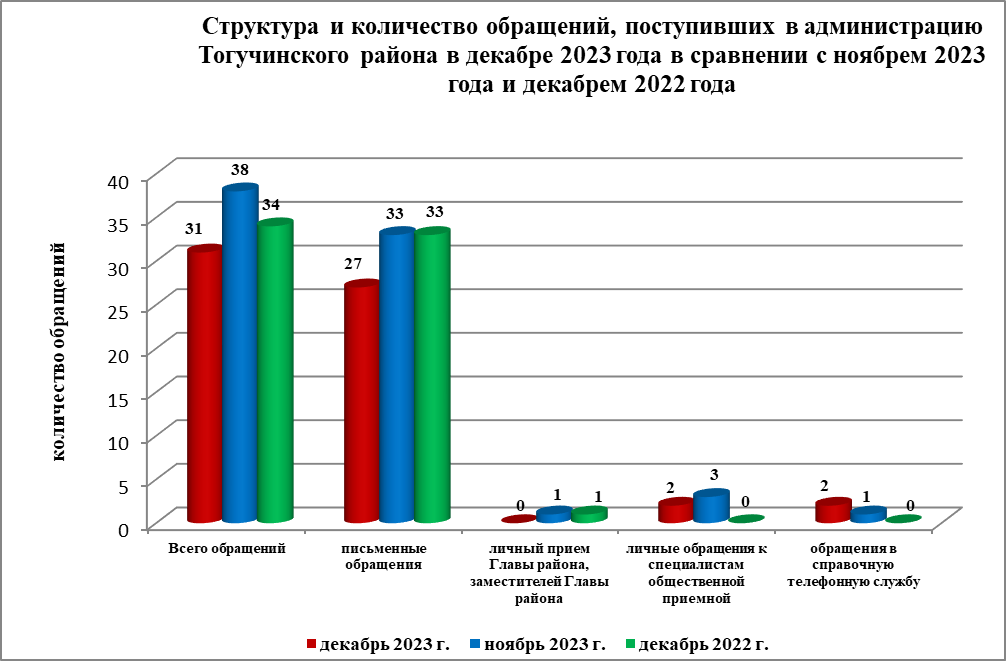 Структура и количество обращений, поступивших в администрацию
Тогучинского района в декабре 2023 года в сравнении с ноябрем 2023
года и декабрем 2022 года
количество обращений
40
35
30
25
20
15
10
5
0
31
38
34
27
33
33
0
1
1
2
3
0
2
1
0
Всего обращений
письменные
обращения
личный прием
Главы района,
заместителей Главы
района
личные обращения к
специалистам
общественной
приемной
обращения в
справочную
телефонную службу
декабрь 2023 г.
ноябрь 2023 г.
декабрь 2022 г.